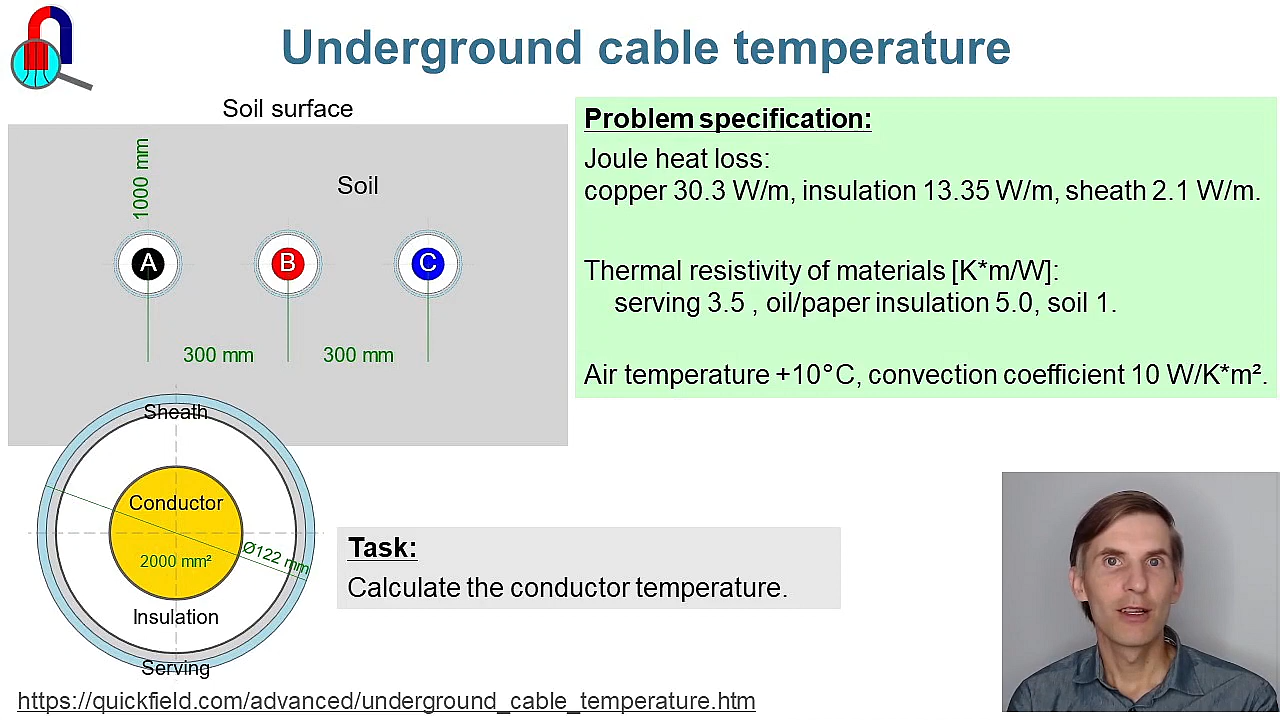 Underground cable temperature
Soil surface
1000 mm
Soil
A
B
C
300 mm
300 mm
Sheath
Conductor
2000 mm²
Ø122 mm
Insulation
Serving
Problem specification:
Joule heat loss:
copper 30.3 W/m, insulation 13.35 W/m, sheath 2.1 W/m.
Thermal resistivity of materials [K*m/W]:
serving 3.5 , oil/paper insulation 5.0, soil 1.
Air temperature +10°C, convection coefficient 10 W/K*m².
Task:
Calculate the conductor temperature.
https://quickfield.com/advanced/underground_cable_temperature.htm